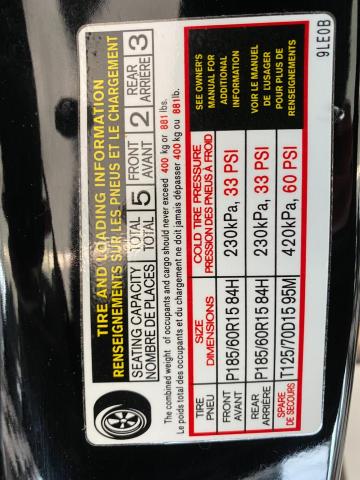 TIRE AND LOADING INFORMATION
RENSEIGNEMENTS SUR LES PNEUS ET LE CHARGEMENT
SEATING CAPACITY TOTAL 5 FRONT 2 REAR 3
NOMBRE DE PLACES TOTAL AVANT ARRIÈRE
The combined weight of occupants and cargo should never exceed 400 kg or 881 lbs.
Le poids total des occupants et du chargement ne doit jamais dépasser 400 kg ou 881 lb.
TIRE SIZE COLD TIRE PRESSURE
PNEU DIMENSIONS PRESSION DES PNEUS À FROID
FRONT P185/60R15 84H 230kPa, 33 PSI
AVANT
REAR P185/60R15 84H 230kPa, 33 PSI
ARRIÈRE
SPARE T125/70D15 95M 420kPa, 60 PSI
DE SECOURS
SEE OWNER'S
MANUAL FOR
ADDITIONAL
INFORMATION
VOIR LE MANUEL
DE L'USAGER
POUR PLUS DE
RENSEIGNEMENTS
9LE0B